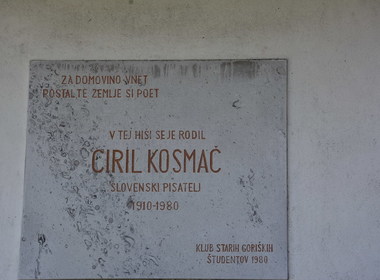 ZA DOMOVINO VNET
POSTAL TE ZEMLJE SI POET
V TEJ HIŠI SE JE RODIL
CIRIL KOSMAČ
SLOVENSKI PISATELJ
1910-1980
KLUB STARIH GORIŠKIH
ŠTUDENTOV 1980